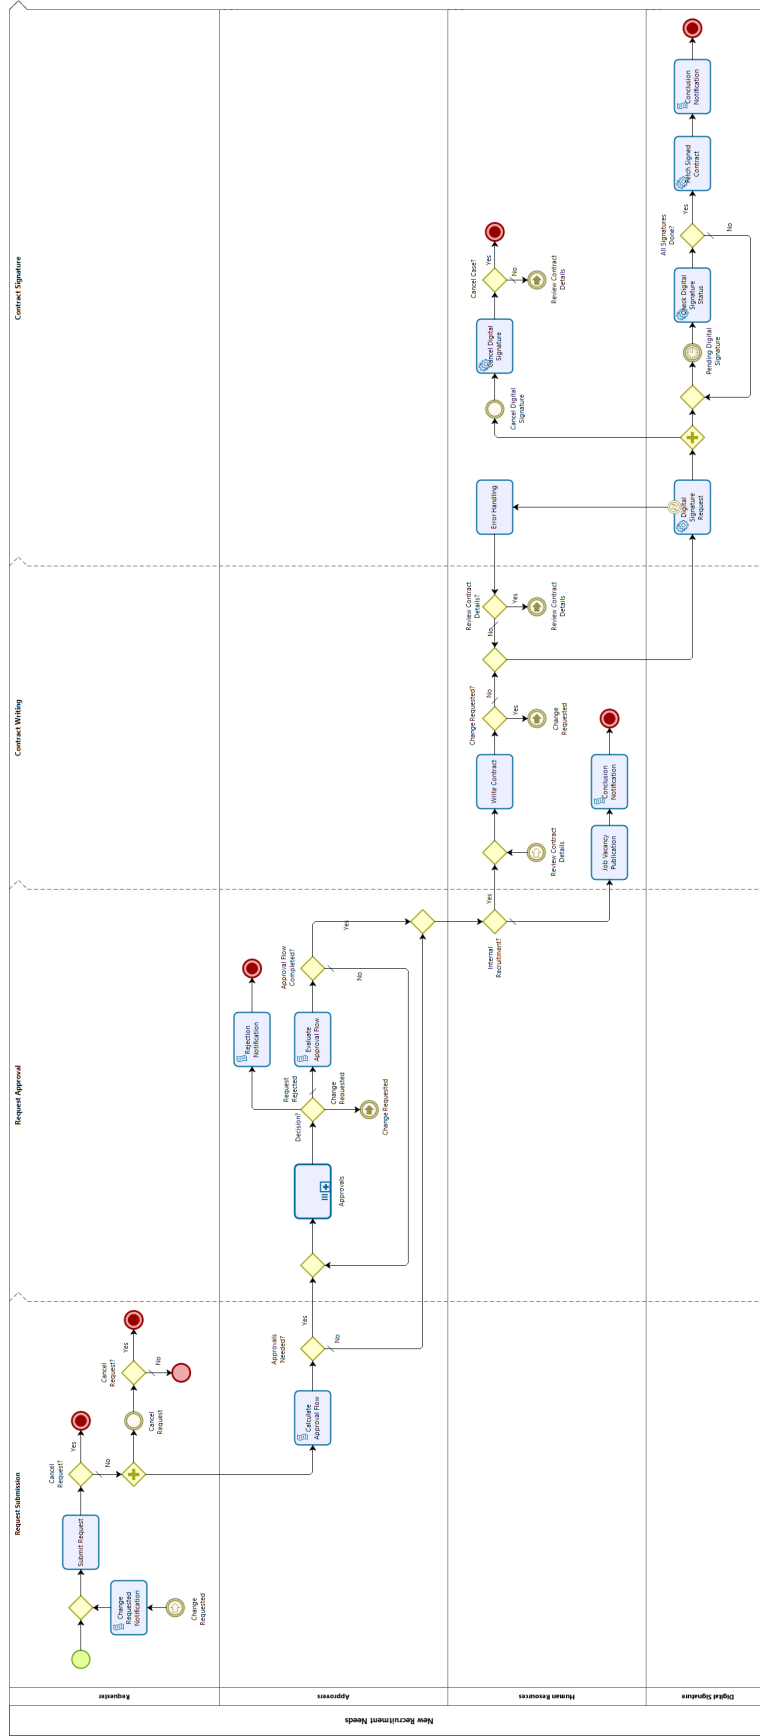 New Recruitment Needs
Requester
Approvers
Human Resources
Digital Signature
Request Submission
Request Approval
Contract Writing
Contract Signature
Change
Requested
Change
Requested
Notification
Submit Request
Cancel
Request?
Yes
No
Cancel
Request
Cancel
Request?
Yes
No
Calculate
Approval Flow
Approvals
Needed?
Yes
No
Approvals
Decision?
Request
Rejected
Change
Requested
Change Requested
Rejection
Notification
Evaluate
Approval Flow
Approval Flow
Completed?
Yes
No
Internal
Recruitment?
Yes
Review Contract
Details
Write Contract
Change Requested?
No
Yes
Change
Requested
Review Contract
Details?
No
Yes
Review Contract
Details
Job Vacancy
Publication
Conclusion
Notification
Error Handling
Cancel Digital
Signature
Cancel Digital
Signature
Cancel Case?
Yes
No
Review Contract
Details
Digital
Signature
Request
Pending Digital
Signature
Check Digital
Signature
Status
All Signatures
Done?
Yes
No
Fetch Signed
Contract
Conclusion
Notification